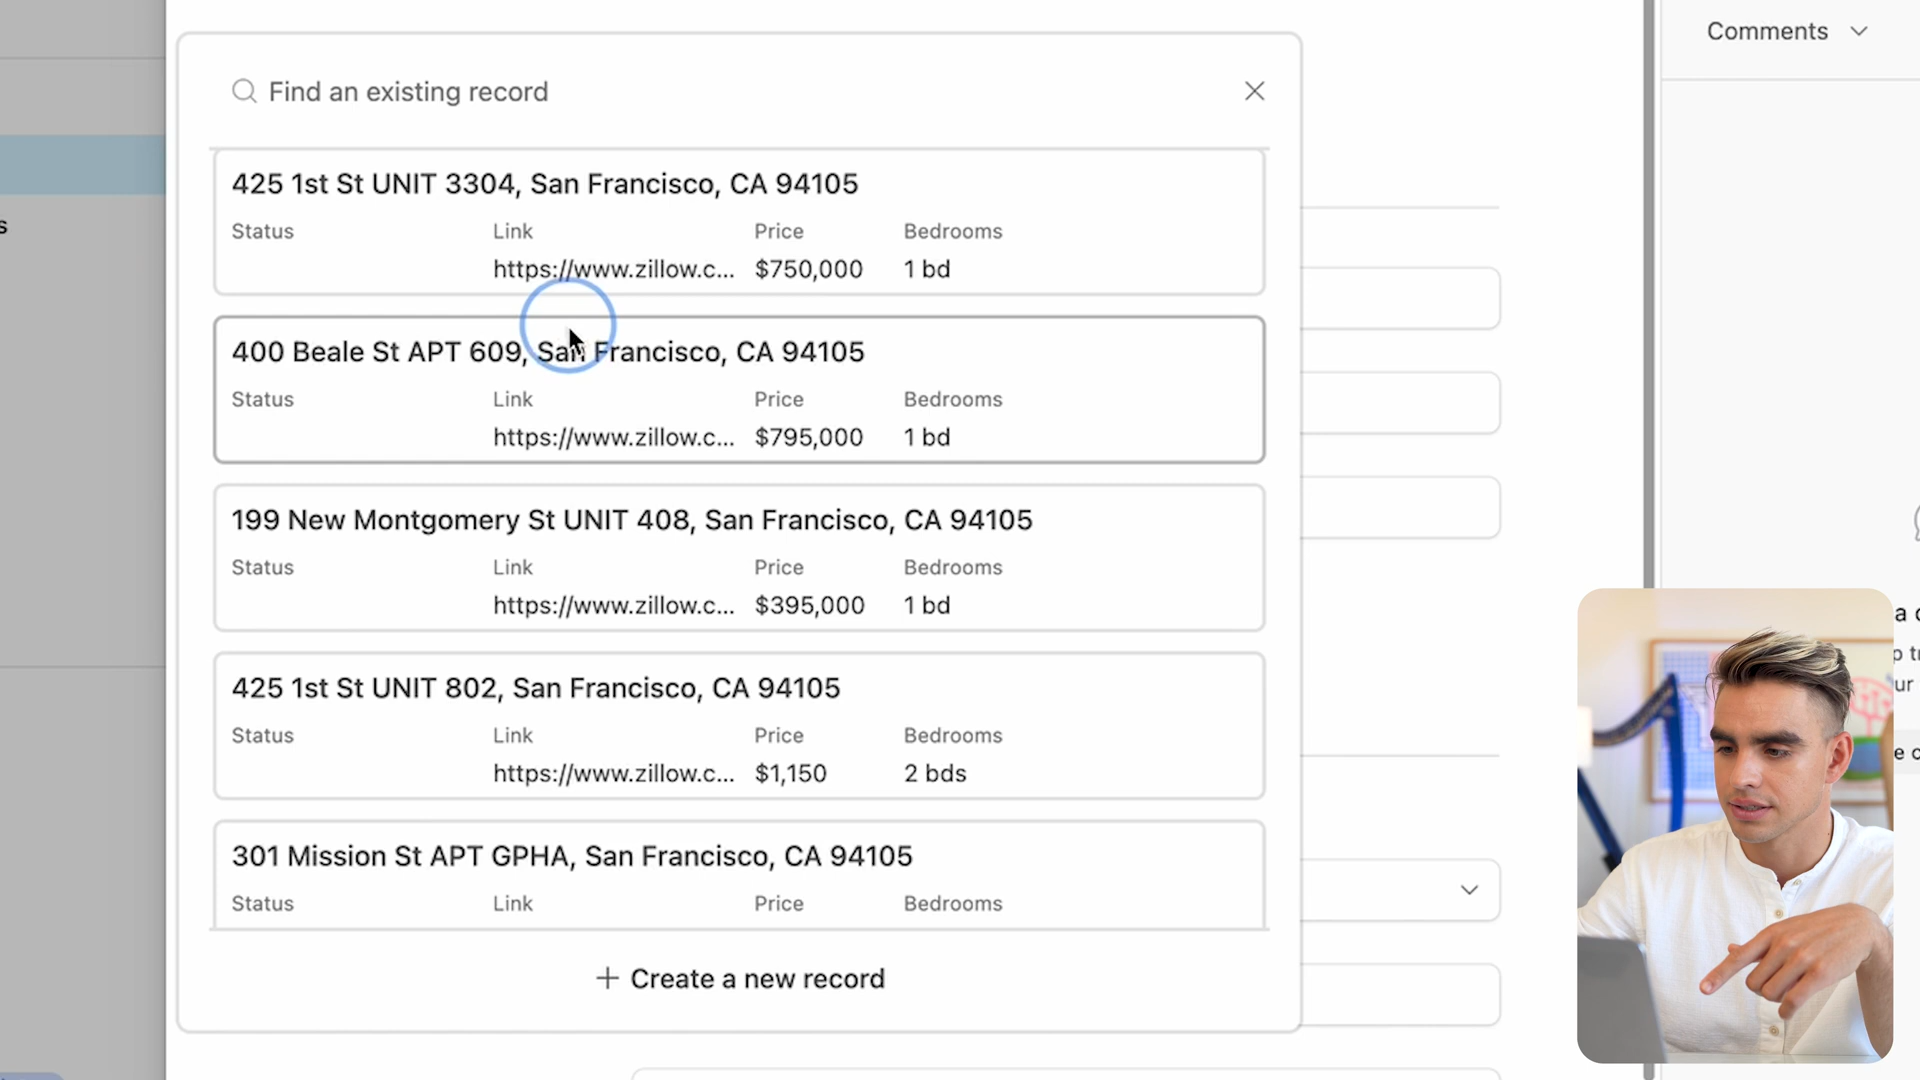 Comments
Find an existing record
425 1st St UNIT 3304, San Francisco, CA 94105
Status Link Price Bedrooms
https://www.zillow.c... $750,000 1 bd
400 Beale St APT 609, San Francisco, CA 94105
Status Link Price Bedrooms
https://www.zillow.c... $795,000 1 bd
199 New Montgomery St UNIT 408, San Francisco, CA 94105
Status Link Price Bedrooms
https://www.zillow.c... $395,000 1 bd
425 1st St UNIT 802, San Francisco, CA 94105
Status Link Price Bedrooms
https://www.zillow.c... $1,150 2 bds
301 Mission St APT GPHA, San Francisco, CA 94105
Status Link Price Bedrooms
+ Create a new record